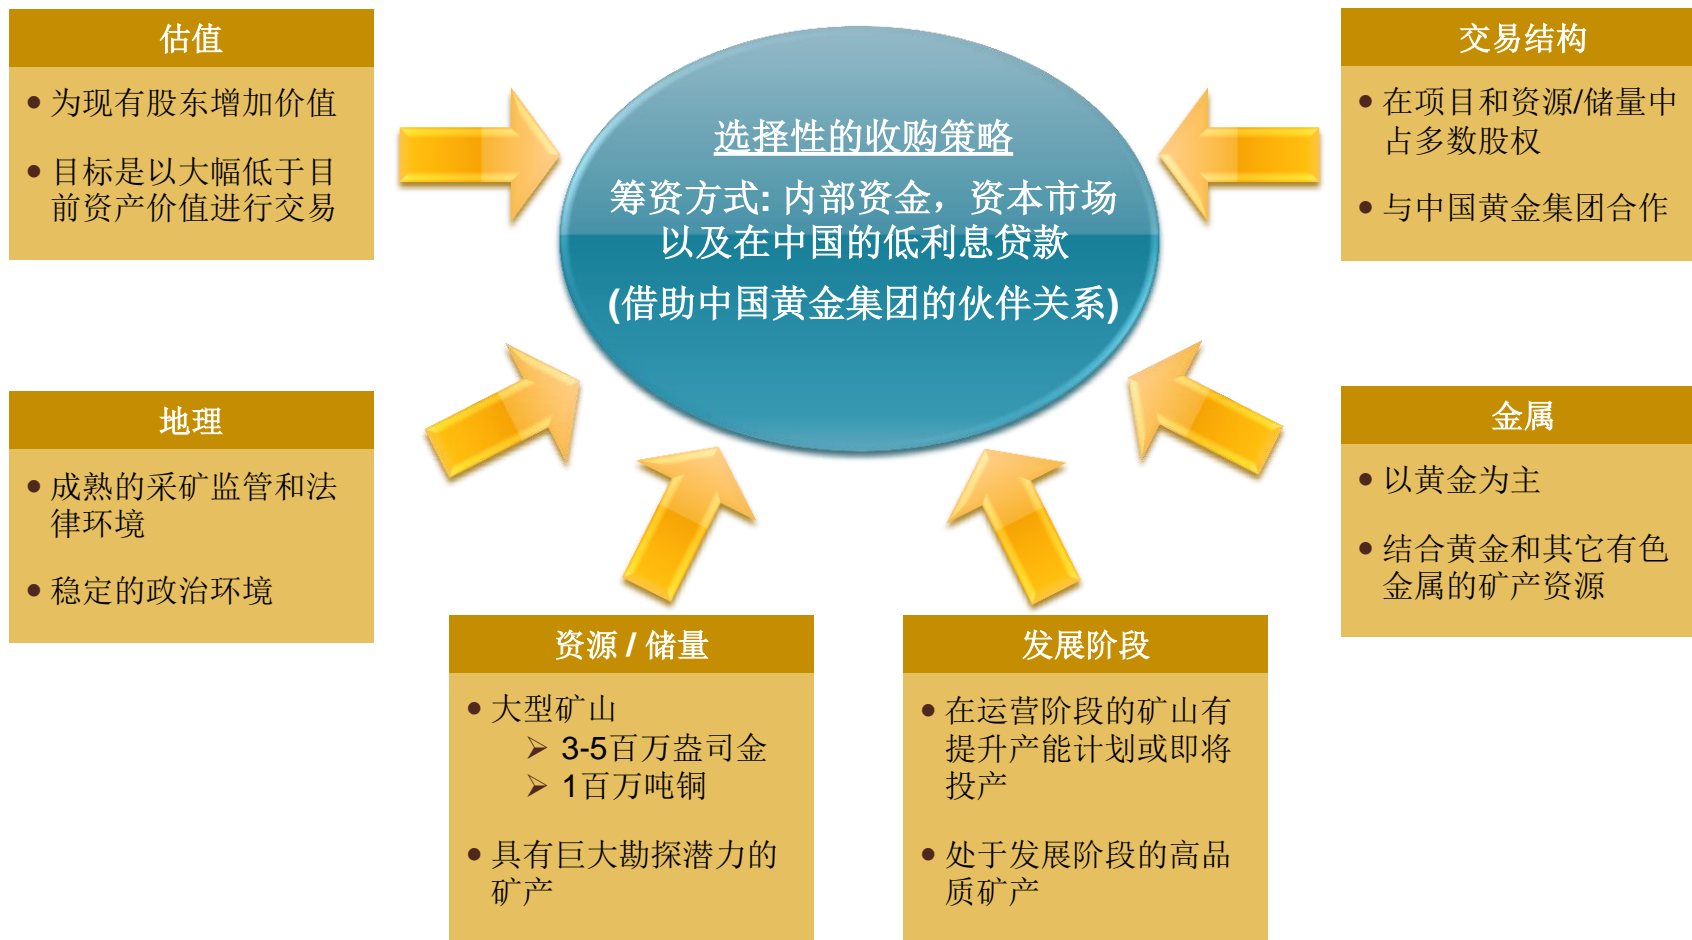 估值
• 为现有股东增加价值
• 目标是以大幅低于目
前资产价值进行交易
选择性的收购策略
筹资方式: 内部资金，资本市场
以及在中国的低利息贷款
(借助中国黄金集团的伙伴关系)
交易结构
• 在项目和资源/储量中
占多数股权
• 与中国黄金集团合作
地理
• 成熟的采矿监管和法
律环境
• 稳定的政治环境
金属
• 以黄金为主
• 结合黄金和其它有色
金属的矿产资源
资源 / 储量
• 大型矿山
➢ 3-5百万盎司金
➢ 1百万吨铜
• 具有巨大勘探潜力的
矿产
发展阶段
• 在运营阶段的矿山有
提升产能计划或即将
投产
• 处于发展阶段的高品
质矿产